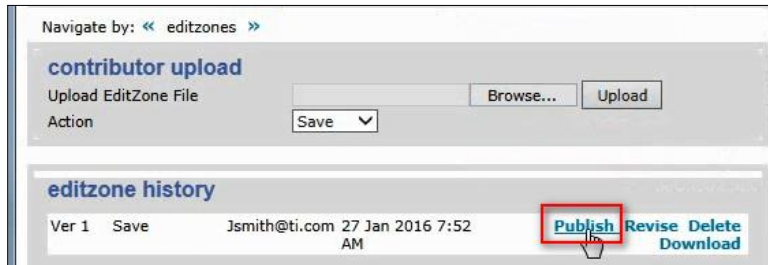 Navigate by: « editzones »
contributor upload
Upload EditZone File Browse... Upload
Action Save
editzone history
Ver 1 Save Jsmith@ti.com 27 Jan 2016 7:52 Publish Revise Delete
AM Download